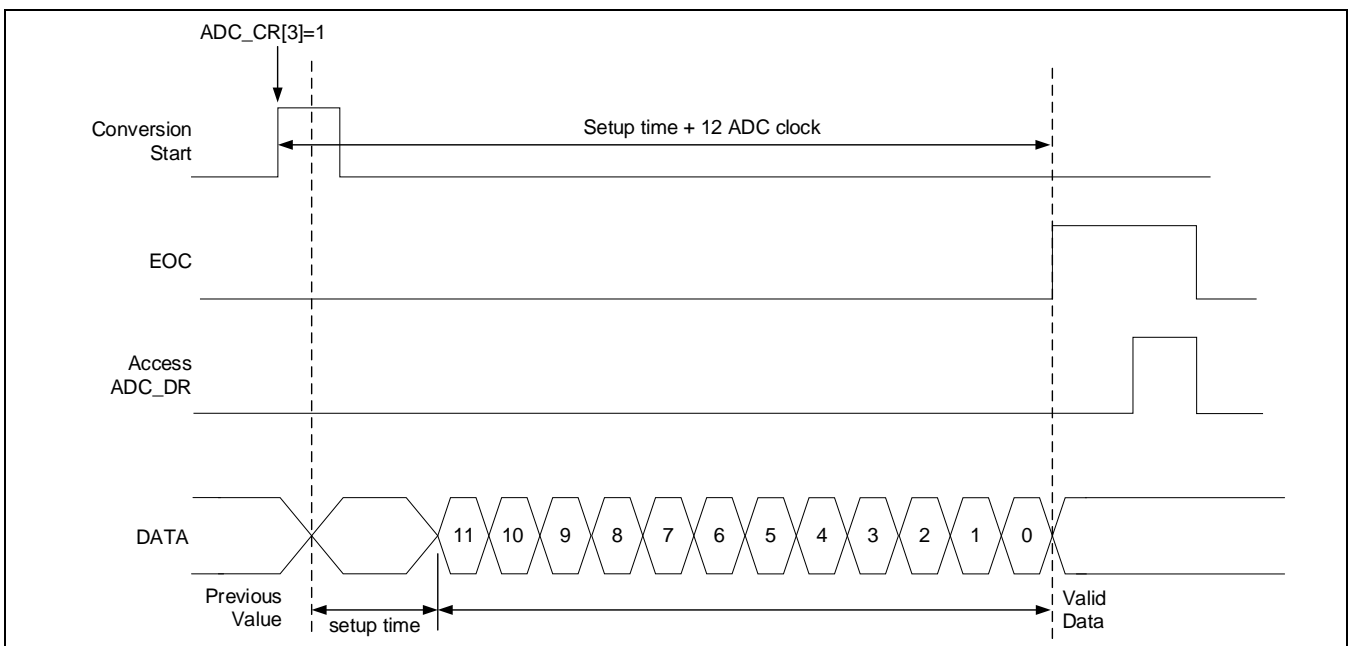 ADC_CR[3]=1
Conversion
Start
Setup time + 12 ADC clock
EOC
Access
ADC_DR
DATA
11 10 9 8 7 6 5 4 3 2 1 0
Previous
Value
setup time
Valid
Data